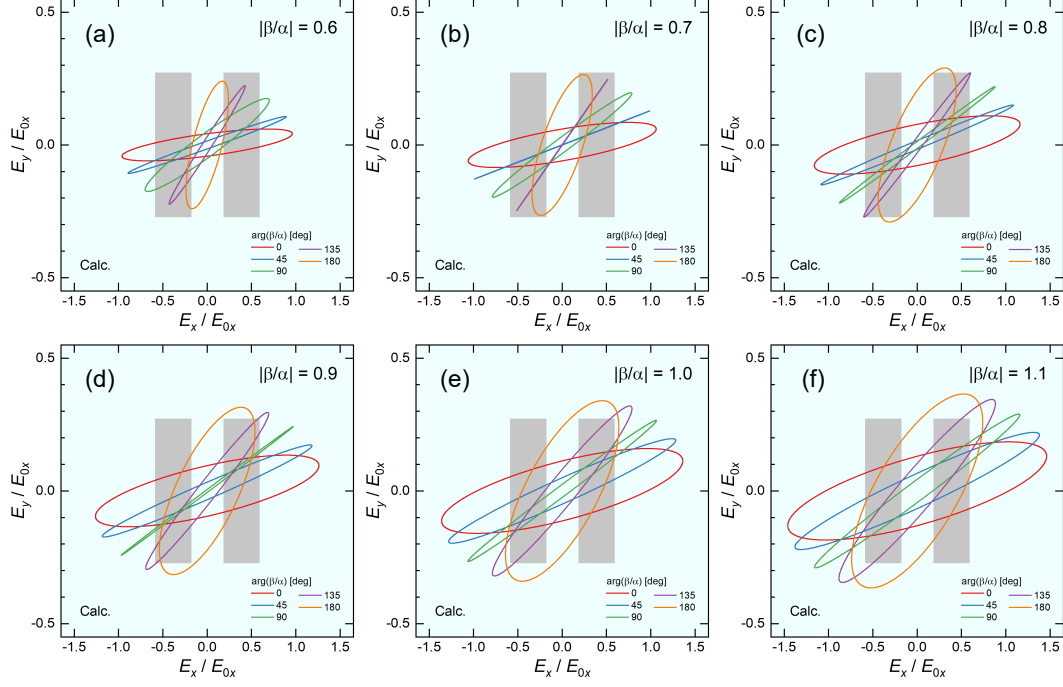 (a)
|β/α| = 0.6
0.5
0.0
-0.5
E_y / E_0x
arg(β/α) [deg]
0
45
90
135
180
Calc.
-1.5 -1.0 -0.5 0.0 0.5 1.0 1.5
E_x / E_0x
(b)
|β/α| = 0.7
0.5
0.0
-0.5
E_y / E_0x
arg(β/α) [deg]
0
45
90
135
180
Calc.
-1.5 -1.0 -0.5 0.0 0.5 1.0 1.5
E_x / E_0x
(c)
|β/α| = 0.8
0.5
0.0
-0.5
E_y / E_0x
arg(β/α) [deg]
0
45
90
135
180
Calc.
-1.5 -1.0 -0.5 0.0 0.5 1.0 1.5
E_x / E_0x
(d)
|β/α| = 0.9
0.5
0.0
-0.5
E_y / E_0x
arg(β/α) [deg]
0
45
90
135
180
Calc.
-1.5 -1.0 -0.5 0.0 0.5 1.0 1.5
E_x / E_0x
(e)
|β/α| = 1.0
0.5
0.0
-0.5
E_y / E_0x
arg(β/α) [deg]
0
45
90
135
180
Calc.
-1.5 -1.0 -0.5 0.0 0.5 1.0 1.5
E_x / E_0x
(f)
|β/α| = 1.1
0.5
0.0
-0.5
E_y / E_0x
arg(β/α) [deg]
0
45
90
135
180
Calc.
-1.5 -1.0 -0.5 0.0 0.5 1.0 1.5
E_x / E_0x